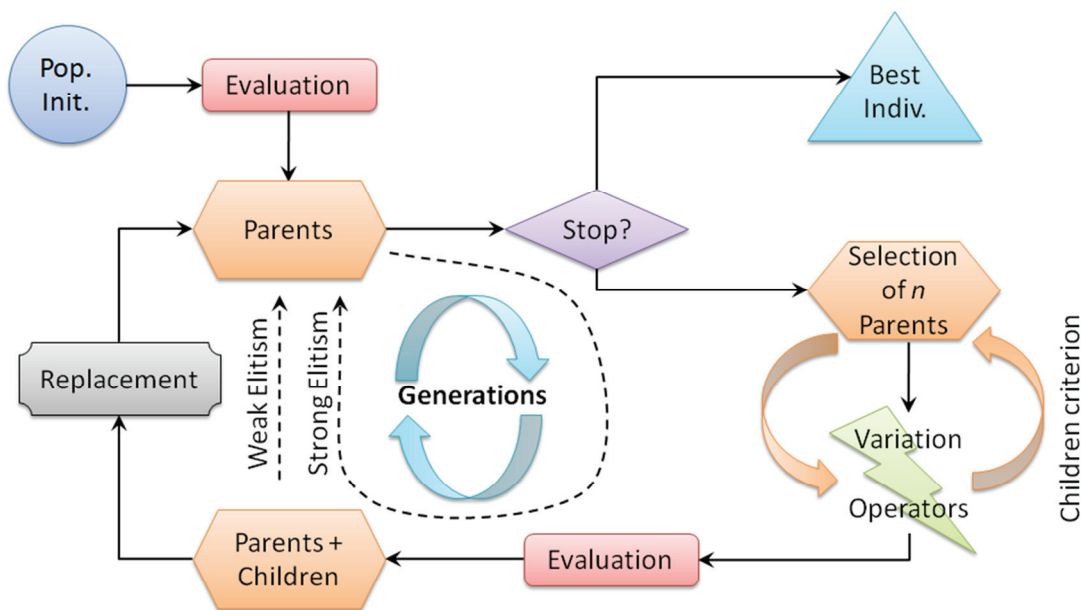 Pop.
Init.
Evaluation
Best
Indiv.
Parents
Stop?
Selection
of n
Parents
Weak Elitism
Strong Elitism
Generations
Replacement
Children criterion
Variation
Operators
Parents +
Children
Evaluation